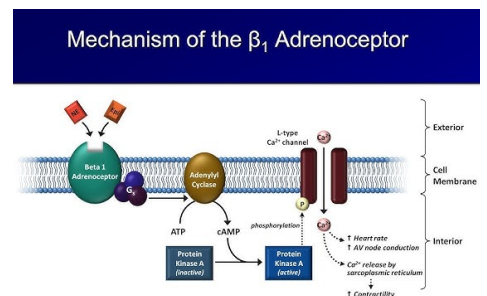 Mechanism of the β₁ Adrenoceptor
NE
Epi
L-type
Ca²⁺ channel
Ca²⁺
Exterior
Beta 1
Adrenoceptor
Gs
Adenylyl
Cyclase
Cell
Membrane
P
phosphorylation
ATP
cAMP
Ca²⁺
Interior
↑ Heart rate
↑ AV node conduction
Protein
Kinase A
(inactive)
Protein
Kinase A
(active)
Ca²⁺ release by
sarcoplasmic reticulum
↑ Contractility